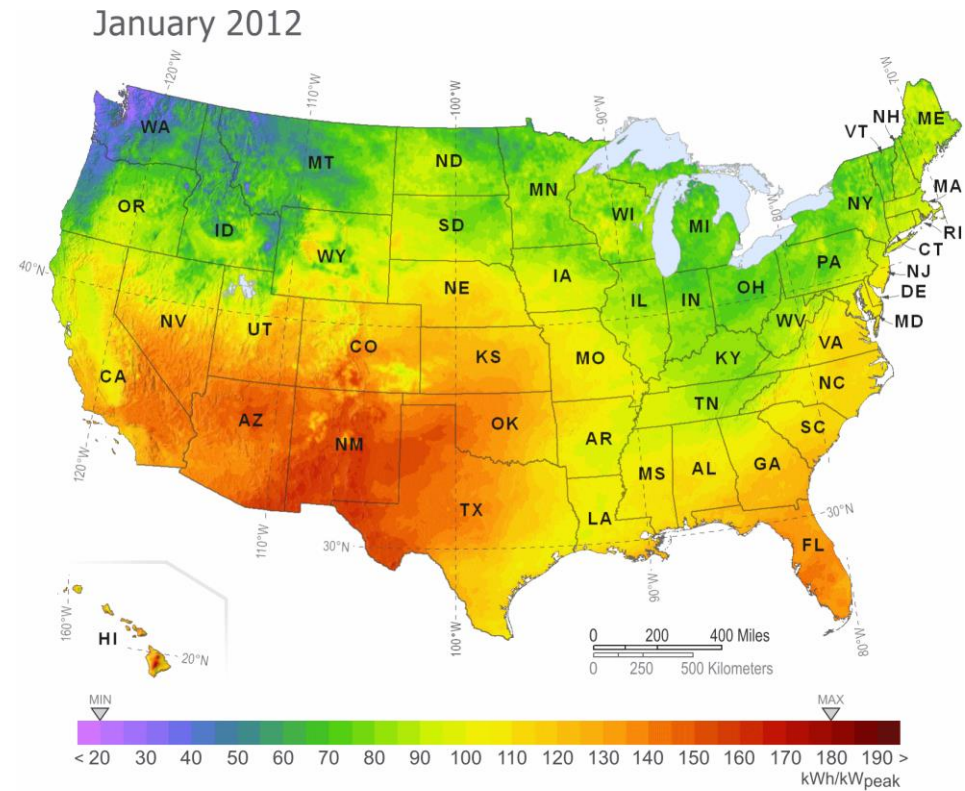 January 2012
120°W
110°W
100°W
90°W
80°W
70°W
WA
MT
ND
MN
WI
MI
VT
NH
ME
MA
NY
RI
CT
OR
ID
WY
SD
IA
PA
NJ
DE
MD
40°N
NV
UT
CO
NE
KS
MO
IL
IN
OH
WV
KY
VA
NC
CA
AZ
NM
OK
AR
TN
SC
TX
LA
MS
AL
GA
FL
120°W
110°W
30°N
30°N
100°W
90°W
80°W
160°W
HI
20°N
0 200 400 Miles
0 250 500 Kilometers
MIN MAX
< 20 30 40 50 60 70 80 90 100 110 120 130 140 150 160 170 180 190 >
kWh/kWpeak